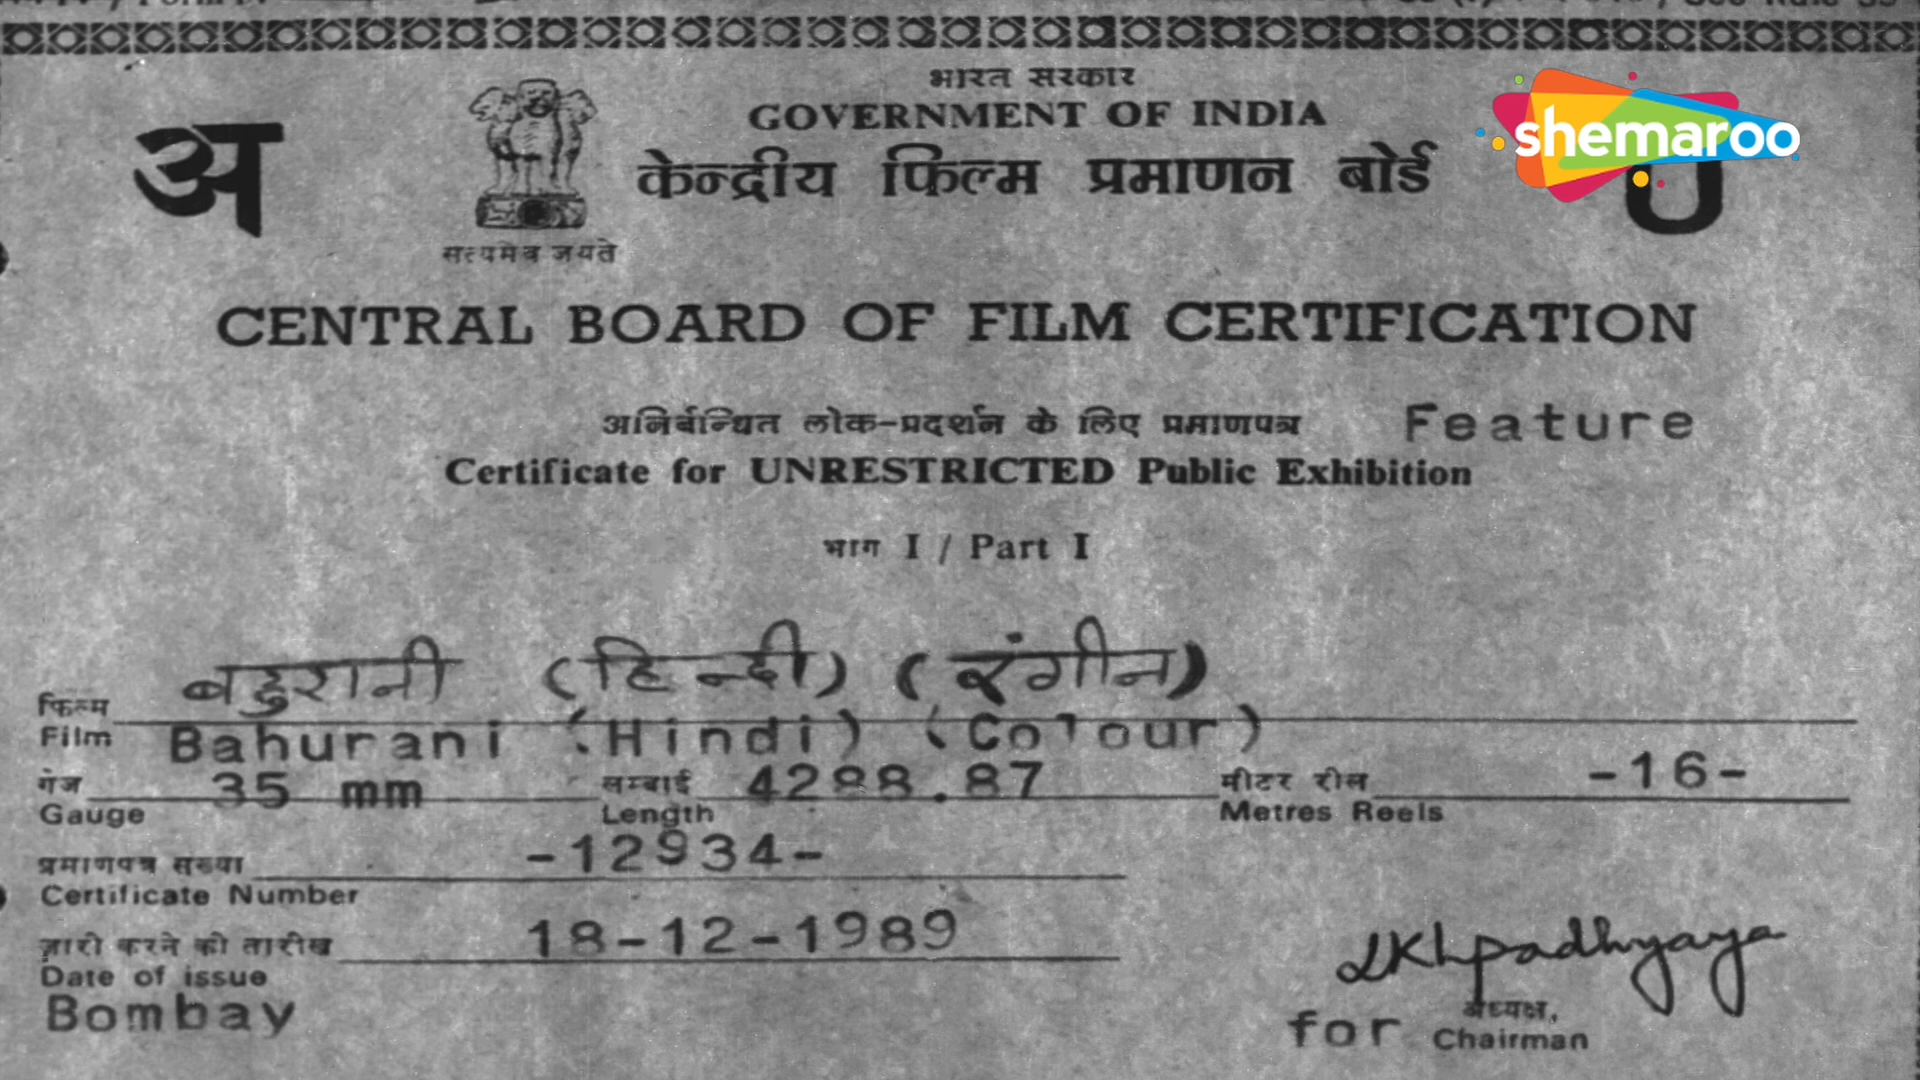 भारत सरकार
GOVERNMENT OF INDIA
shemaroo
अ
केन्द्रीय फिल्म प्रमाणन बोर्ड
U
सत्यमेव जयते
CENTRAL BOARD OF FILM CERTIFICATION
अनिर्बन्धित लोक-प्रदर्शन के लिए प्रमाणपत्र Feature
Certificate for UNRESTRICTED Public Exhibition
भाग I / Part I
फिल्म बहुरानी (हिन्दी) (रंगीन)
Film Bahurani (Hindi) (Colour)
गेज 35 mm लम्बाई 4288.87 मीटर रील -16-
Gauge Length Metres Reels
प्रमाणपत्र संख्या -12934-
Certificate Number
जारी करने की तारीख 18-12-1989
Date of issue
Bombay
अध्यक्ष,
for Chairman